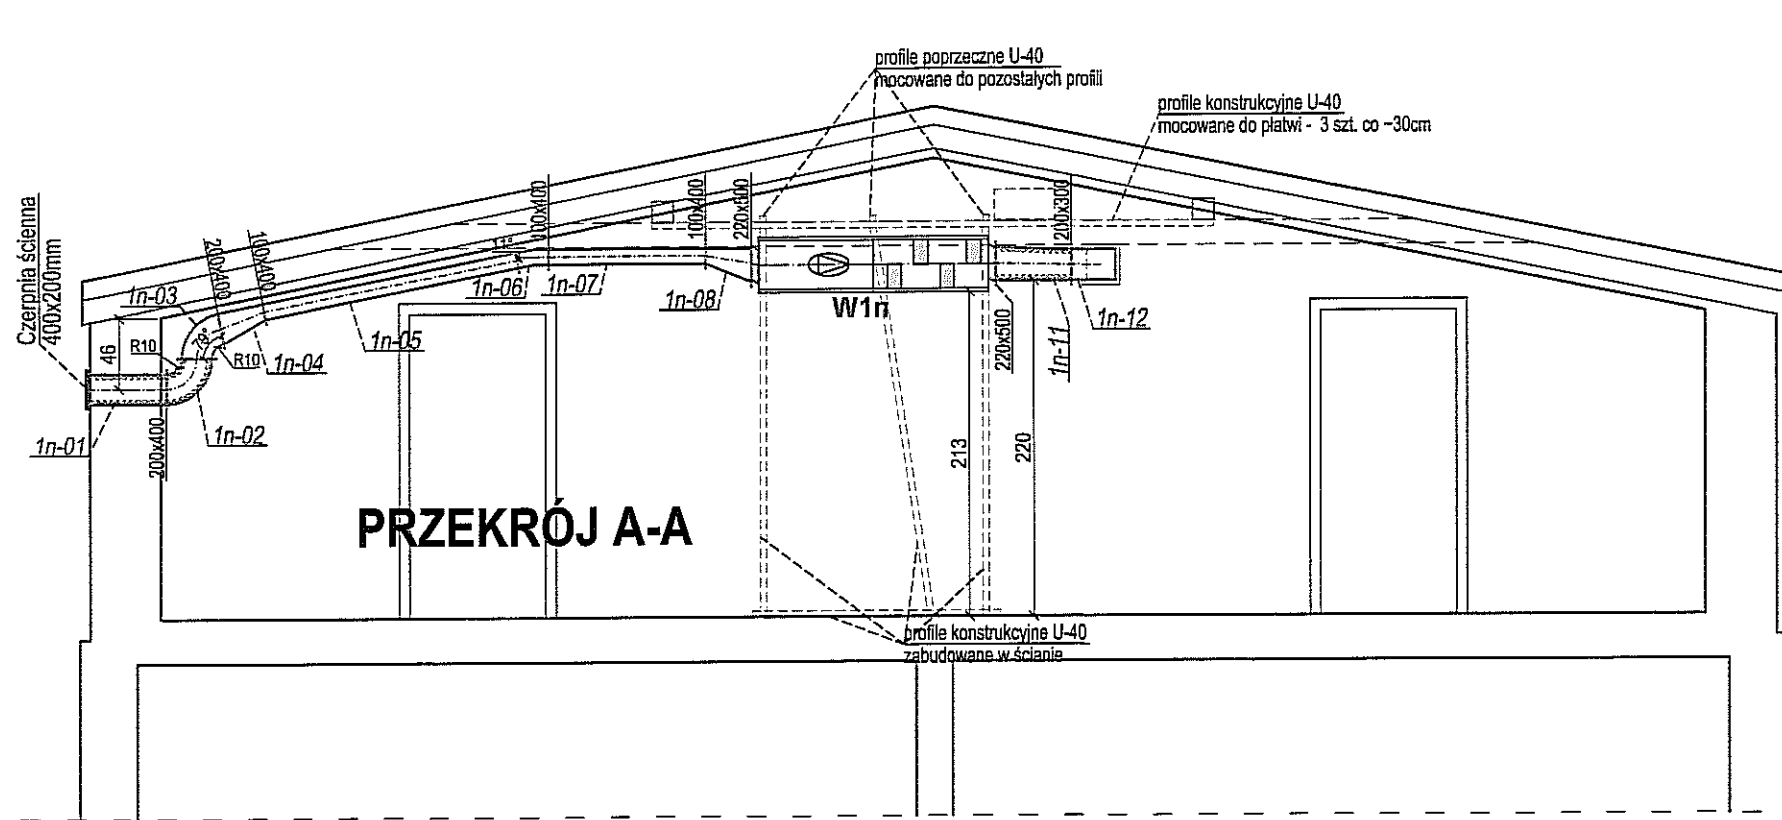 profile poprzeczne U-40
mocowane do pozostałych profili
profile konstrukcyjne U-40
mocowane do płatwi - 3 szt. co ~30cm
Czerpnia ścienna
400x200mm
100x400
100x400
220x500
200x300
200x400
100x400
11°
1n-03
1n-06
1n-07
1n-08
W1n
1n-12
1n-11
220x500
79°
R10
R10
46
1n-05
1n-04
1n-02
1n-01
200x400
213
220
PRZEKRÓJ A-A
profile konstrukcyjne U-40
zabudowane w ścianie